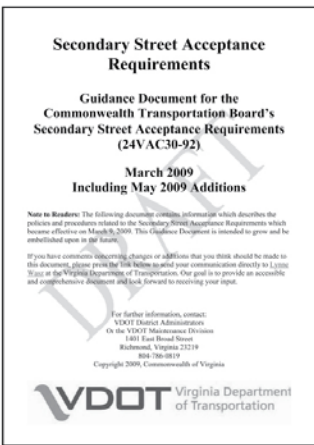 Secondary Street Acceptance
Requirements
Guidance Document for the
Commonwealth Transportation Board's
Secondary Street Acceptance Requirements
(24VAC30-92)
March 2009
Including May 2009 Additions
Note to Readers: The following document contains information which describes the
policies and procedures related to the Secondary Street Acceptance Requirements which
became effective on March 9, 2009. This Guidance Document is intended to grow and be
embellished upon in the future.
If you have comments concerning changes or additions that you think should be made to
this document, please press the link below to send your communication directly to Lynne
at the Virginia Department of Transportation. Our goal is to provide an accessible
and comprehensive document and look forward to receiving your input.
For further information, contact:
VDOT District Administrators
Or the VDOT Maintenance Division
1401 East Broad Street
Richmond, Virginia 23219
804-786-0819
Copyright 2009, Commonwealth of Virginia
DRAFT
VDOT Virginia Department
of Transportation